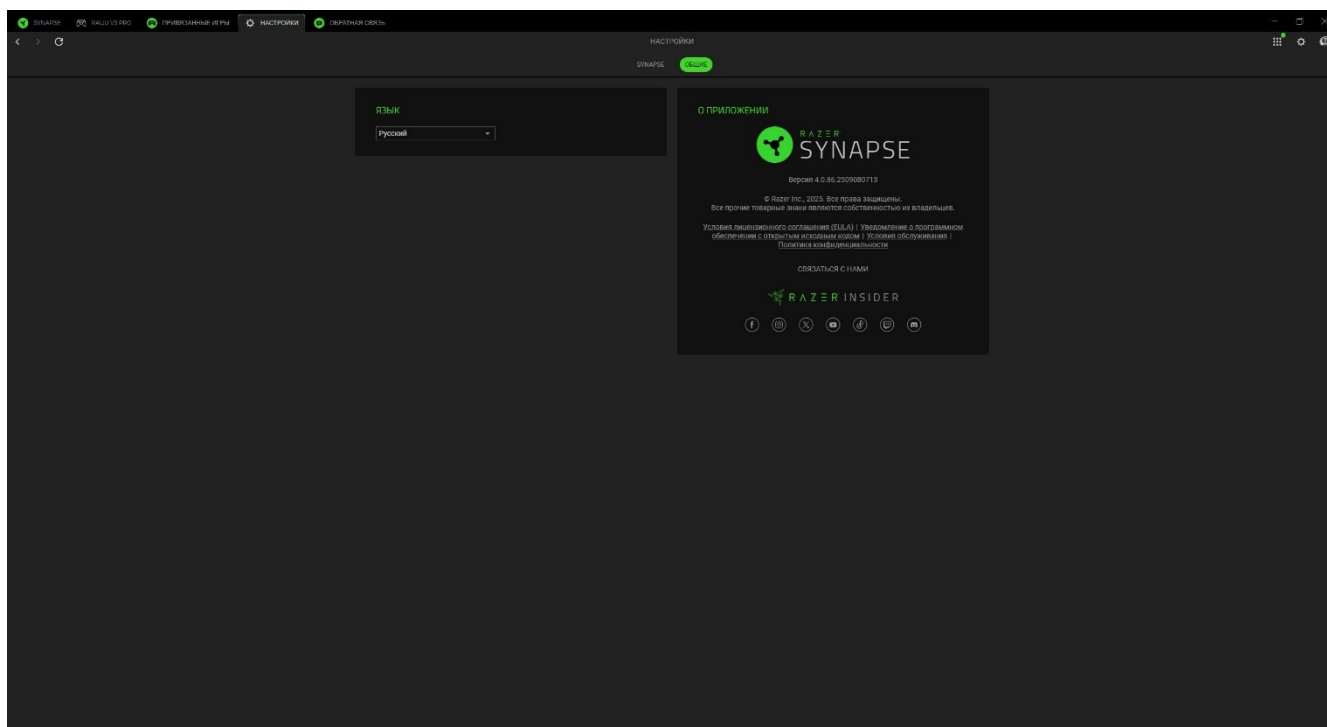 SYNAPSE RAIJU V3 PRO ПРИВЯЗАННЫЕ ИГРЫ НАСТРОЙКИ ОБРАТНАЯ СВЯЗЬ
НАСТРОЙКИ
SYNAPSE ОБЩИЕ
ЯЗЫК
Русский
О ПРИЛОЖЕНИИ
RAZER
SYNAPSE
Версия 4.0.86.2509080713
© Razer Inc., 2025. Все права защищены.
Все прочие товарные знаки являются собственностью их владельцев.
Условия лицензионного соглашения (EULA) | Уведомление о программном
обеспечении с открытым исходным кодом | Условия обслуживания |
Политика конфиденциальности
СВЯЗАТЬСЯ С НАМИ
RAZER INSIDER